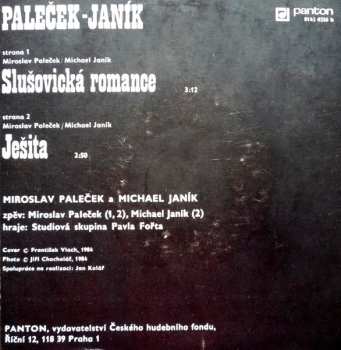 PALEČEK-JANÍK
panton
8143 0236 h
strana 1
Miroslav Paleček/Michael Janík
Slušovická romance 3:12
strana 2
Miroslav Paleček/Michael Janík
Ješita 2:50
MIROSLAV PALEČEK a MICHAEL JANÍK
zpěv: Miroslav Paleček (1, 2), Michael Janík (2)
hraje: Studiová skupina Pavla Fořta
Cover © František Vlach, 1984
Photo © Jiří Chocholáč, 1984
Spolupráce na realizaci: Jan Kolář
PANTON, vydavatelství Českého hudebního fondu,
Říční 12, 118 39 Praha 1